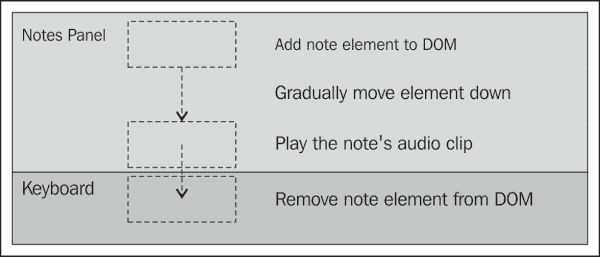 Notes Panel
Add note element to DOM
Gradually move element down
Play the note's audio clip
Keyboard
Remove note element from DOM